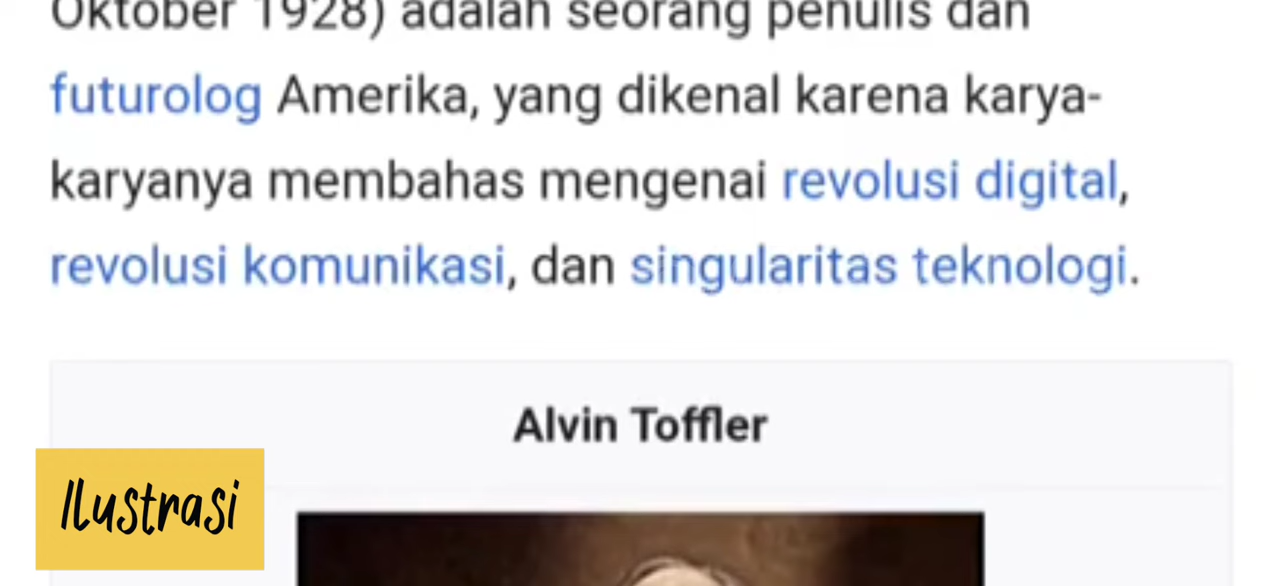 Oktober 1928) adalah seorang penulis dan
futurolog Amerika, yang dikenal karena karya-
karyanya membahas mengenai revolusi digital,
revolusi komunikasi, dan singularitas teknologi.
Alvin Toffler
Ilustrasi